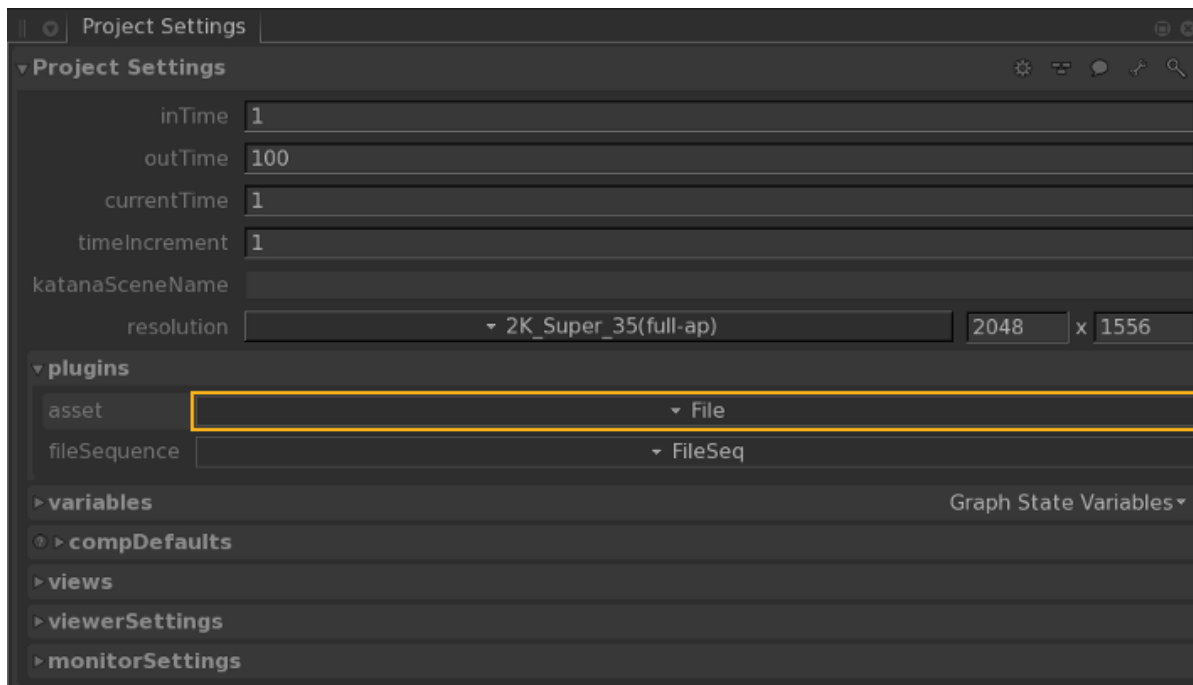 Project Settings
Project Settings
inTime 1
outTime 100
currentTime 1
timeIncrement 1
katanaSceneName
resolution 2K_Super_35(full-ap) 2048 x 1556
plugins
asset File
fileSequence FileSeq
variables Graph State Variables
compDefaults
views
viewerSettings
monitorSettings